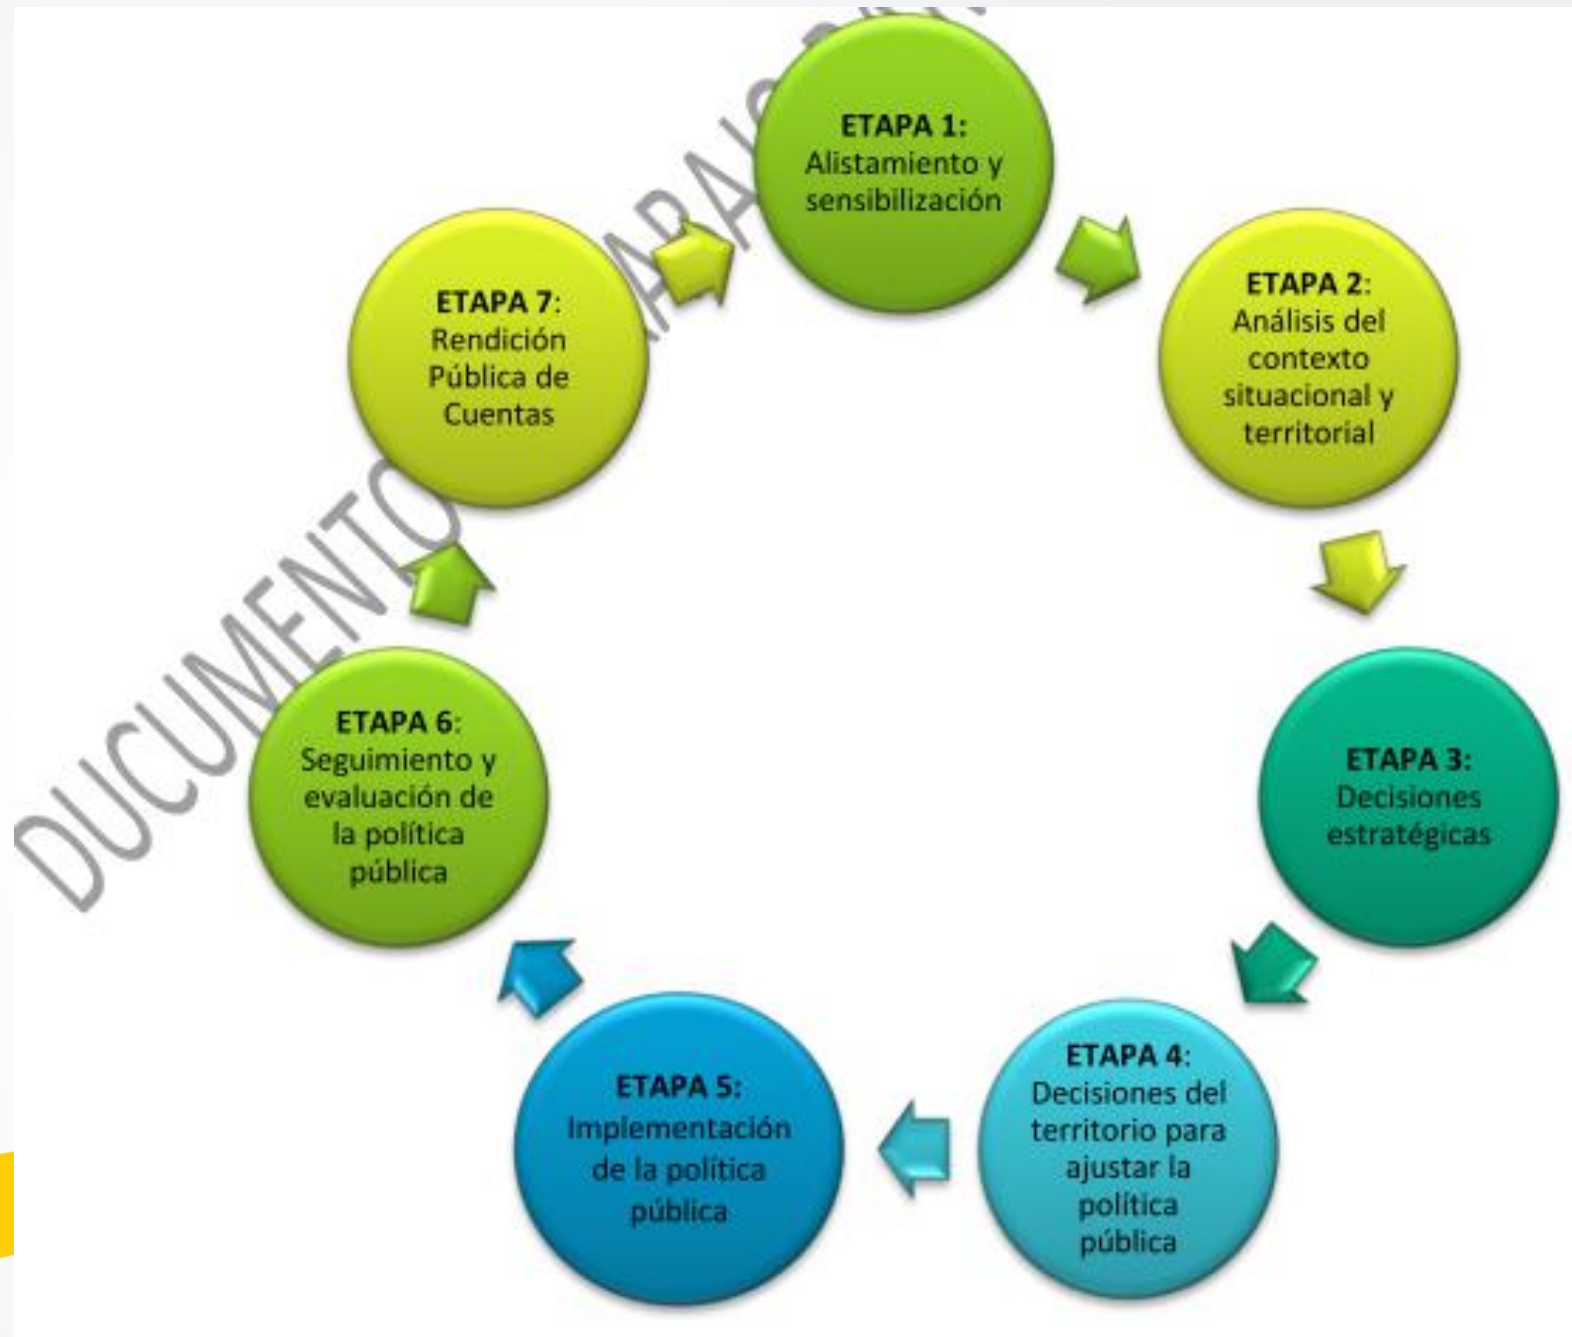 ETAPA 1:
Alistamiento y
sensibilización
ETAPA 2:
Análisis del
contexto
situacional y
territorial
ETAPA 3:
Decisiones
estratégicas
ETAPA 4:
Decisiones del
territorio para
ajustar la
política
pública
ETAPA 5:
Implementación
de la política
pública
ETAPA 6:
Seguimiento y
evaluación de
la política
pública
ETAPA 7:
Rendición
Pública de
Cuentas
DUCUMENTO